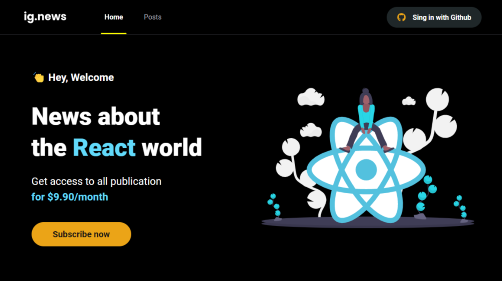 ig.news
Home
Posts
Sing in with Github
👏 Hey, Welcome
News about
the React world
Get access to all publication
for $9.90/month
Subscribe now